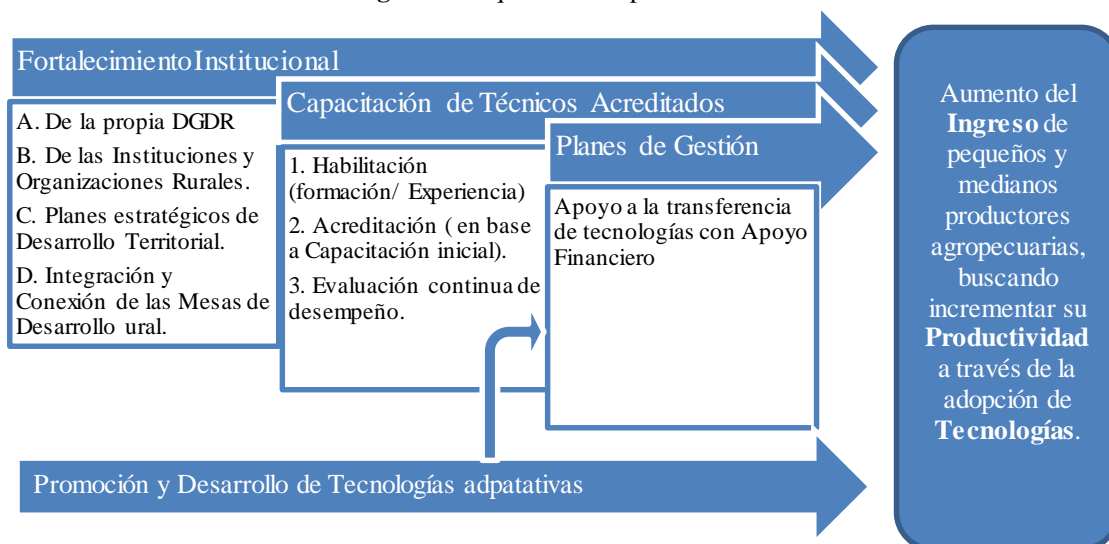 Fortalecimiento Institucional
A. De la propia DGDR
B. De las Instituciones y
Organizaciones Rurales.
C. Planes estratégicos de
Desarrollo Territorial.
D. Integración y
Conexión de las Mesas de
Desarrollo ural.
Capacitación de Técnicos Acreditados
1. Habilitación
(formación/ Experiencia)
2. Acreditación ( en base
a Capacitación inicial).
3. Evaluación continua de
desempeño.
Planes de Gestión
Apoyo a la transferencia
de tecnologías con Apoyo
Financiero
Promoción y Desarrollo de Tecnologías adpatativas
Aumento del
Ingreso de
pequeños y
medianos
productores
agropecuarias,
buscando
incrementar su
Productividad
a través de la
adopción de
Tecnologías.